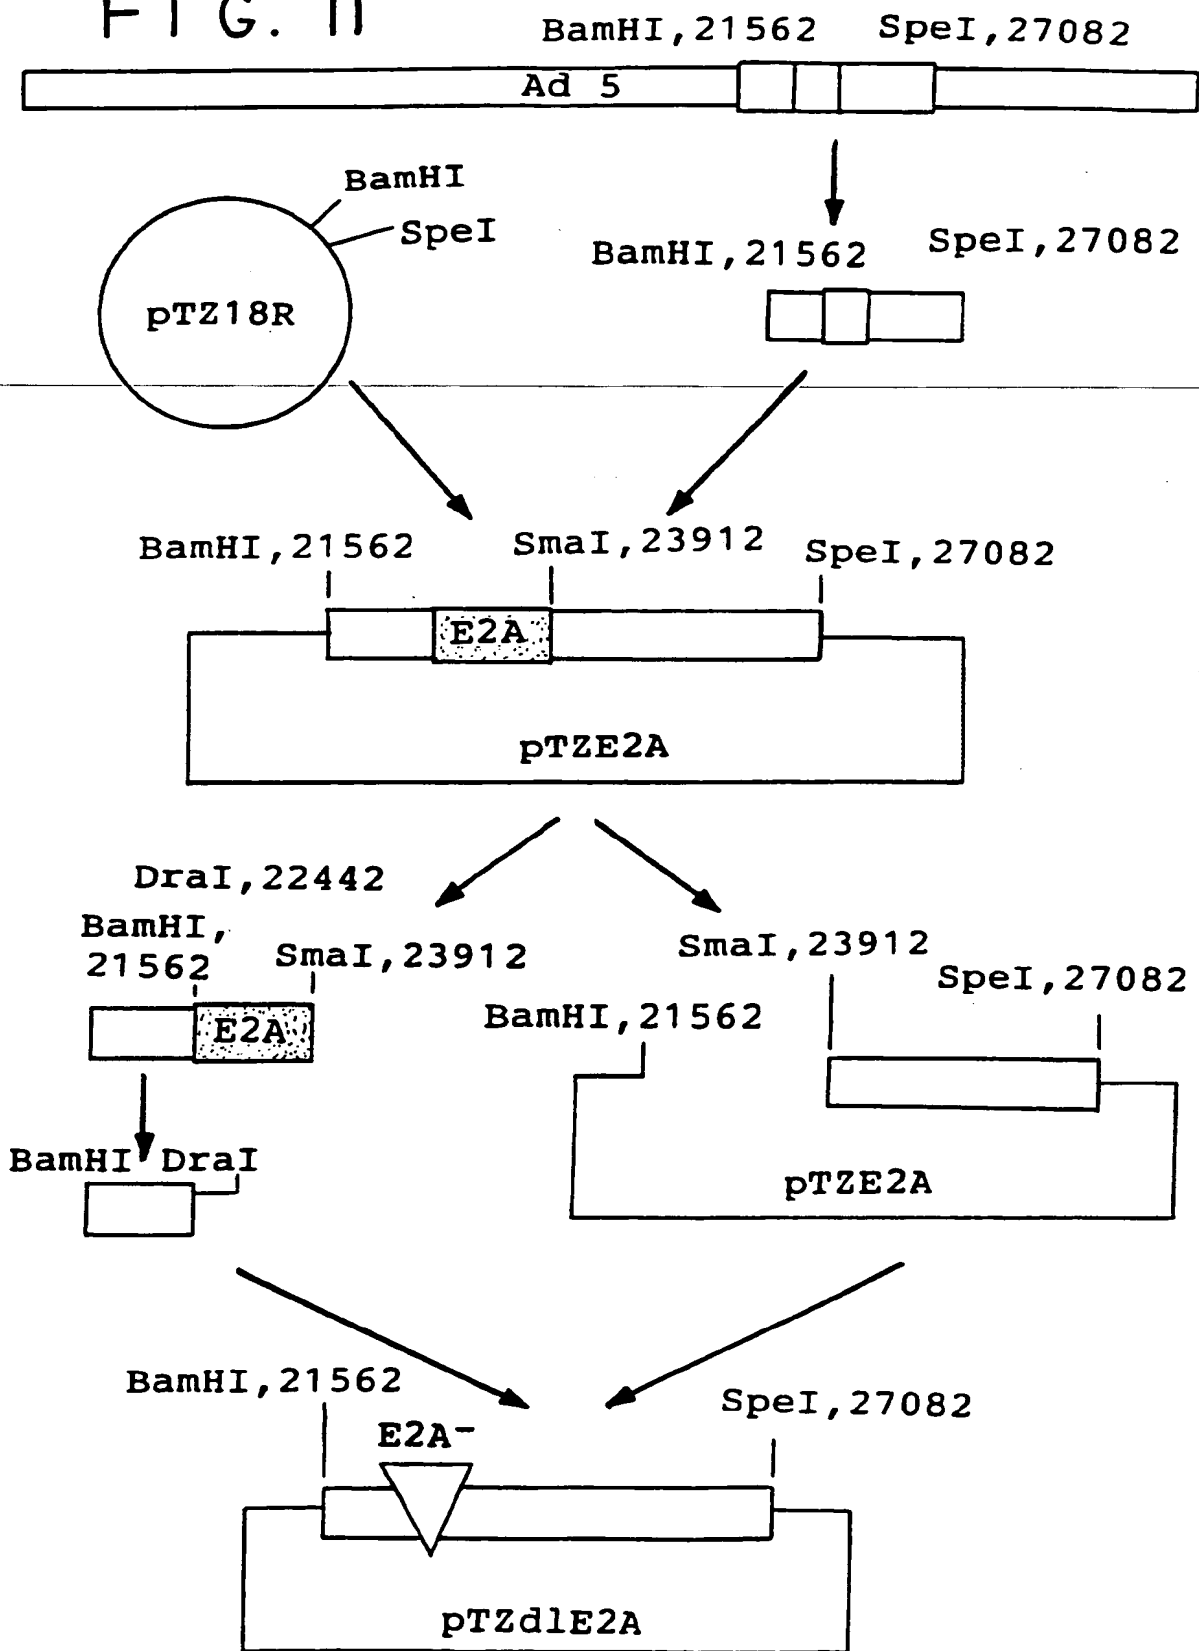 FIG. 11
BamHI,21562 SpeI,27082
Ad 5
BamHI
SpeI
pTZ18R
BamHI,21562 SpeI,27082
BamHI,21562 SmaI,23912 SpeI,27082
E2A
pTZE2A
DraI,22442
BamHI,
21562 SmaI,23912
E2A
BamHI DraI
SmaI,23912
SpeI,27082
BamHI,21562
pTZE2A
BamHI,21562 SpeI,27082
E2A-
pTZdlE2A